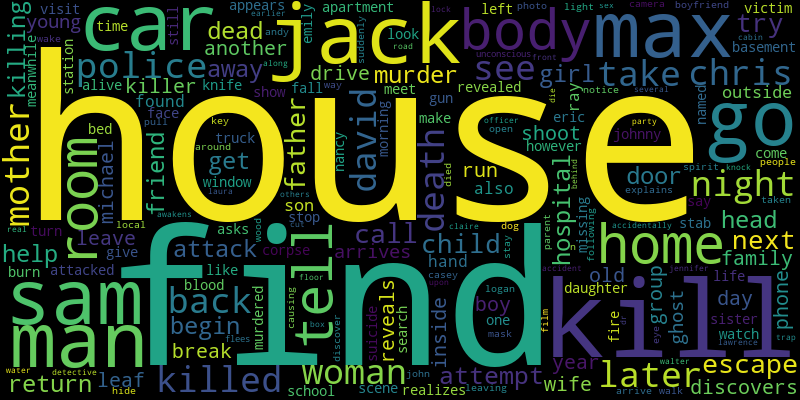 house
find
kill
jack
max
car
body
go
sam
man
home
room
tell
police
chris
david
death
father
mother
night
later
killed
woman
back
take
see
child
call
hospital
attempt
escape
discovers
murder
killing
young
visit
meanwhile
time
station
still
appears
earlier
andy
emily
apartment
suddenly
look
road
left
photo
light
sex
camera
boyfriend
victim
lock
wake
cabin
dead
another
away
along
unconscious
front
try
basement
drive
alive
killer
knife
show
fall
way
meet
revealed
girl
die
notice
several
outside
found
face
pull
bed
key
truck
around
window
get
michael
friend
laura
others
son
stop
nancy
morning
make
gun
officer
open
run
also
died
shoot
eric
ray
however
named
johnny
party
people
come
door
spirit
knock
explains
taken
behind
say
stab
head
next
family
missing
following
accidentally
parent
dog
claire
stay
hand
casey
upon
accident
jennifer
old
group
ghost
life
day
sister
watch
phone
daughter
fire
dr
eye
year
wife
walter
lawrence
arrive
walk
trap
film
logan
boy
one
mask
inside
reveals
search
suicide
john
realizes
leaving
scene
school
discover
box
floor
causing
cut
wood
corpse
arrives
asks
leave
awakens
local
real
turn
give
help
attack
attacked
burn
like
blood
begin
murdered
break
flees
leaf
return
water
detective
hide